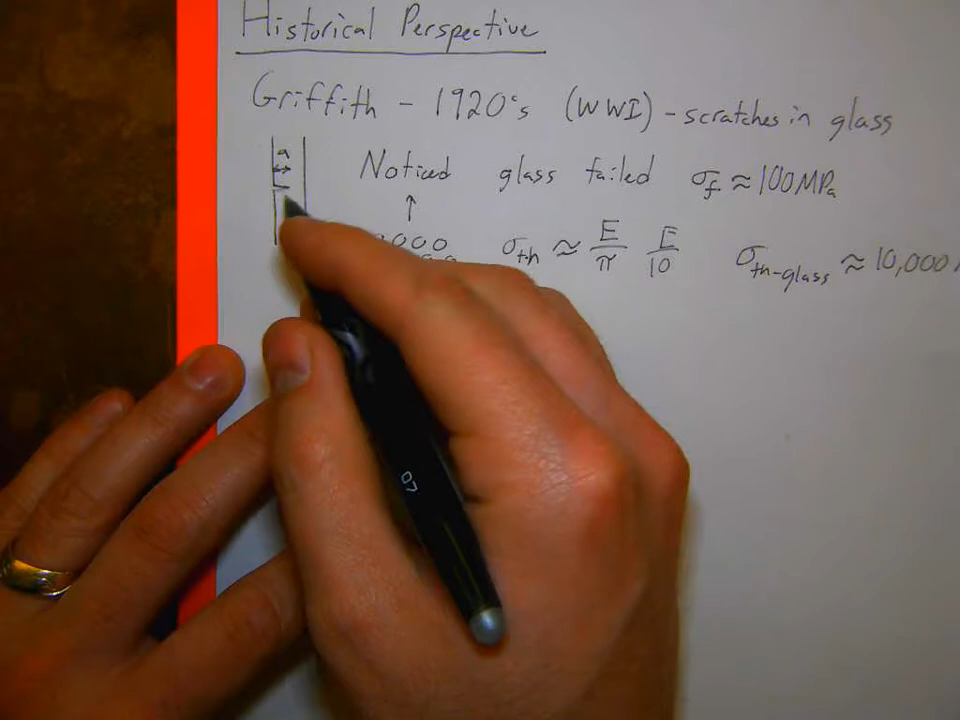 Historical Perspective
Griffith - 1920's (WWI) - scratches in glass
a
Noticed glass failed σf ≈ 100MPa
↑
σth ≈ E/π E/10 σth-glass ≈ 10,000
07